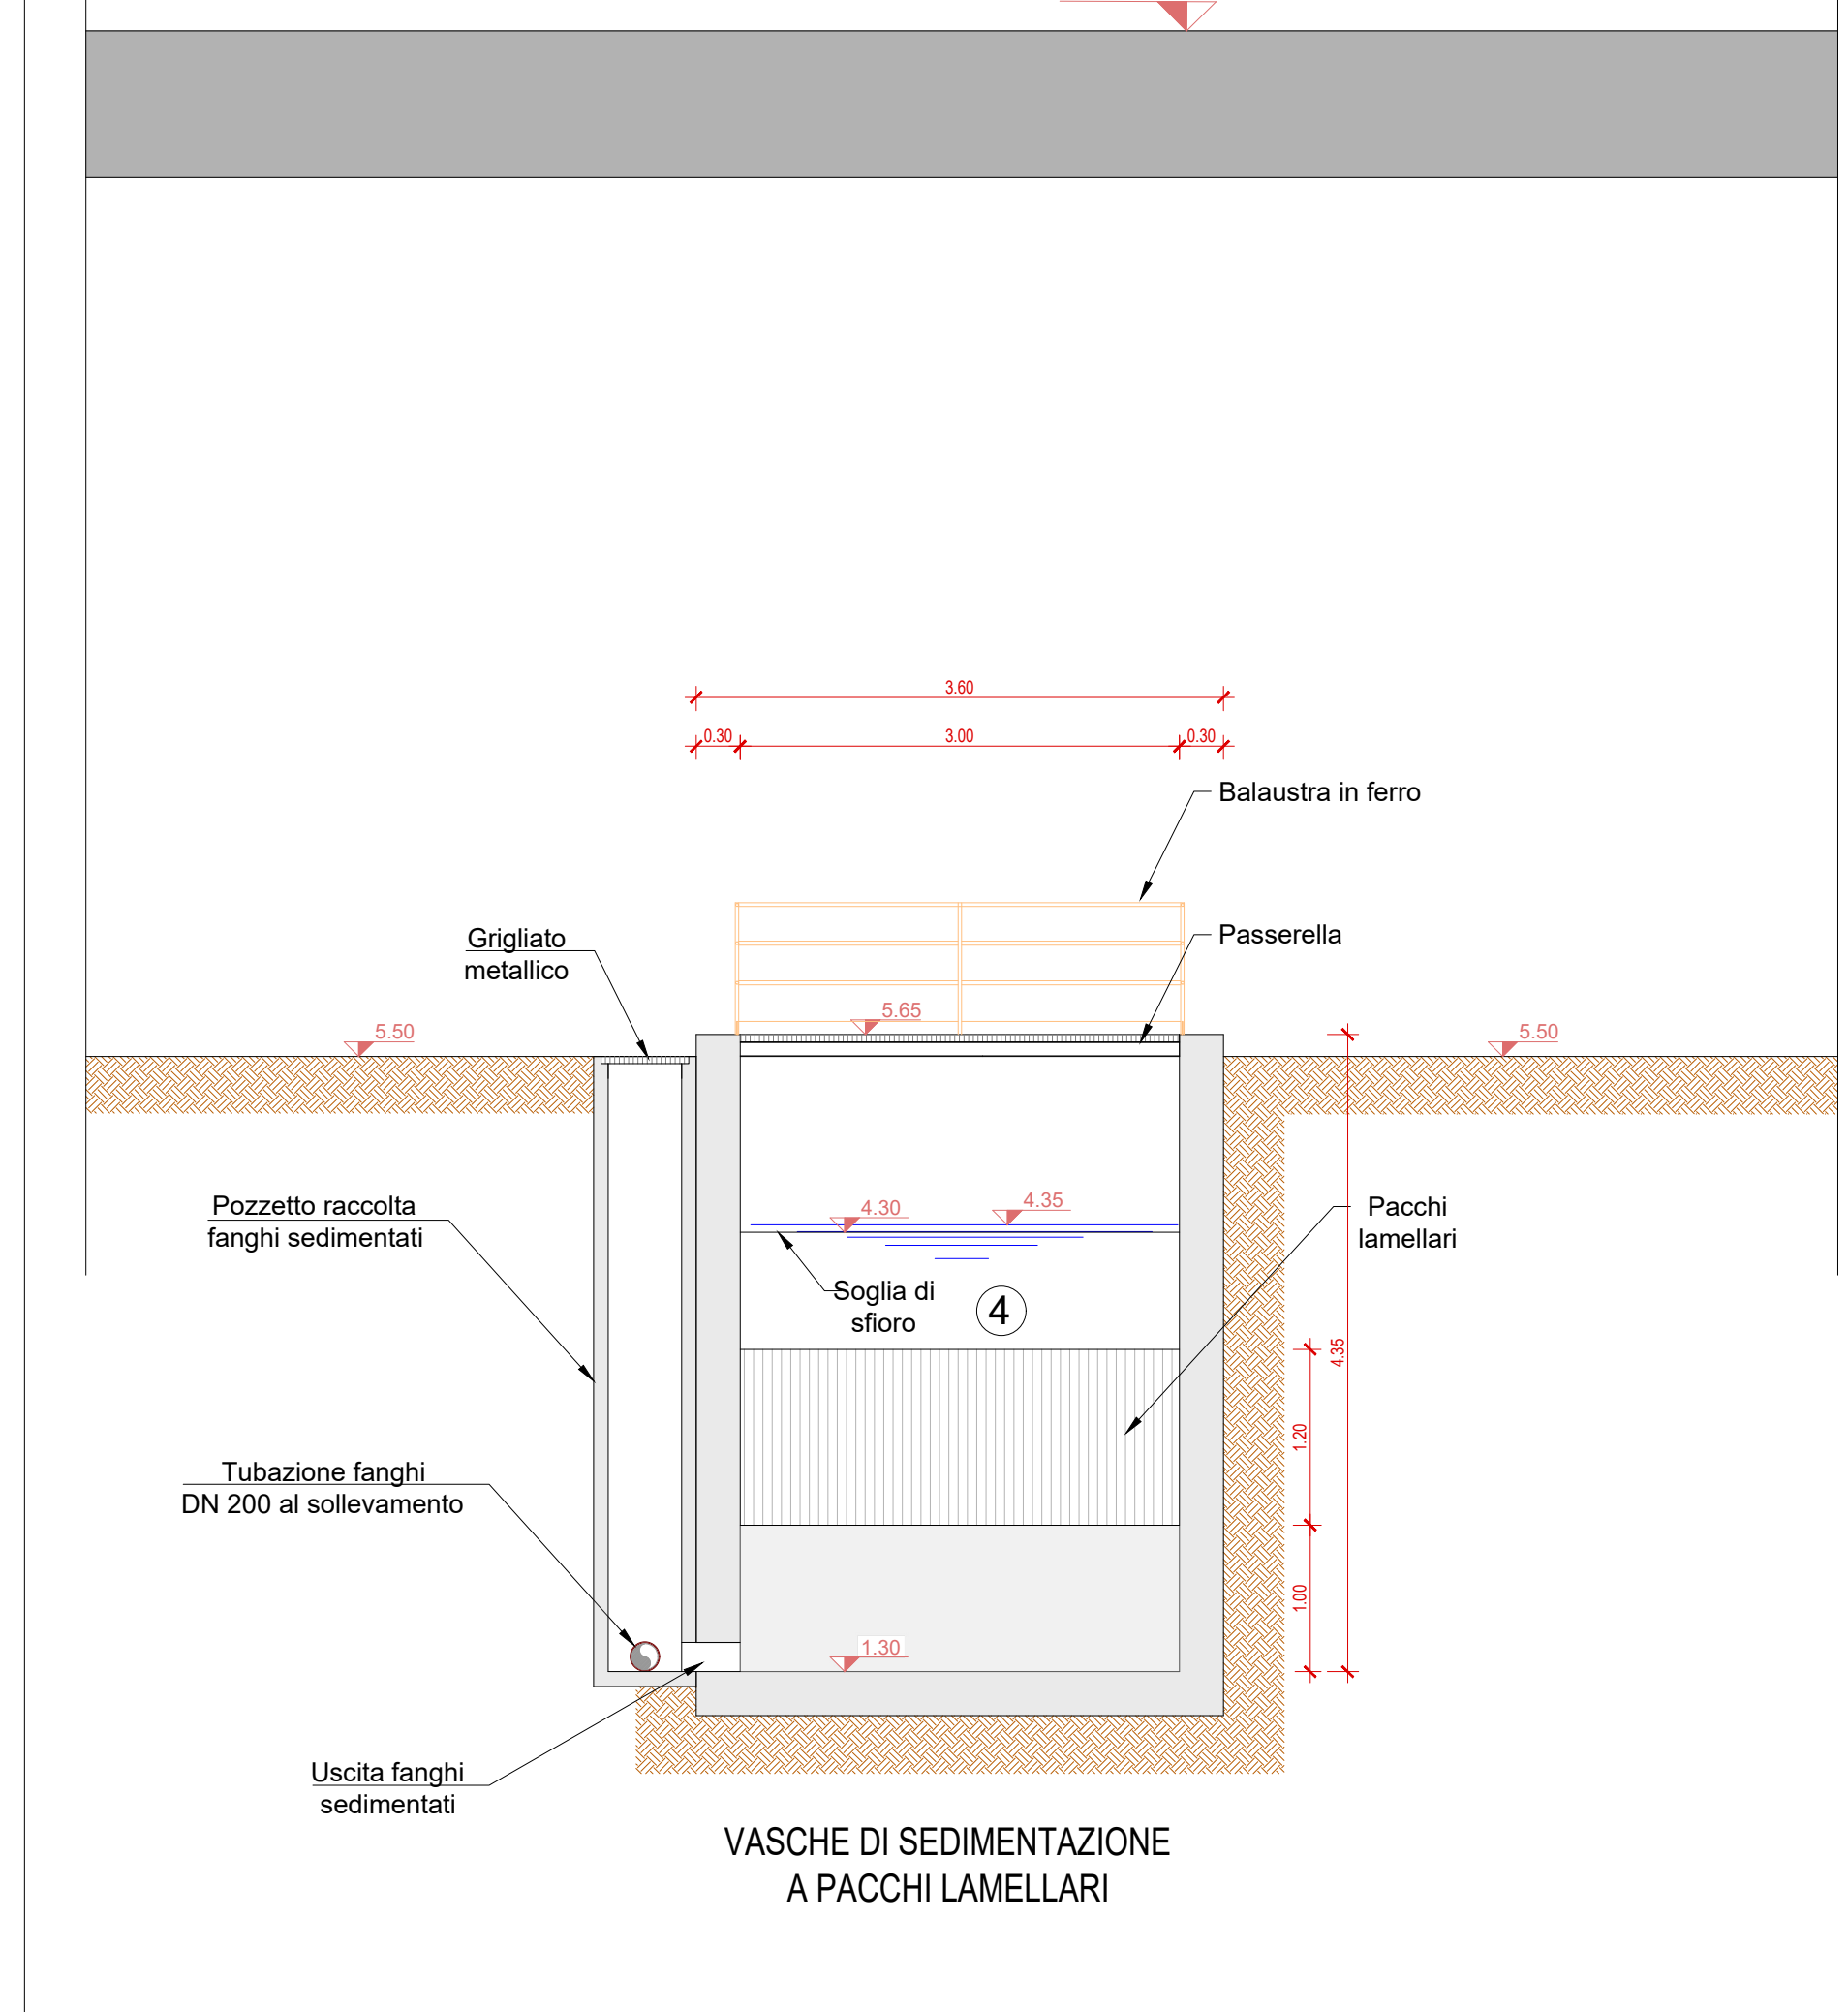 3.60
0.30
3.00
0.30
Balaustra in ferro
Grigliato
metallico
Passerella
5.65
5.50
5.50
4.30
4.35
Pozzetto raccolta
fanghi sedimentati
Pacchi
lamellari
Soglia di
sfioro
4
4.35
1.20
Tubazione fanghi
DN 200 al sollevamento
1.00
1.30
Uscita fanghi
sedimentati
VASCHE DI SEDIMENTAZIONE
A PACCHI LAMELLARI